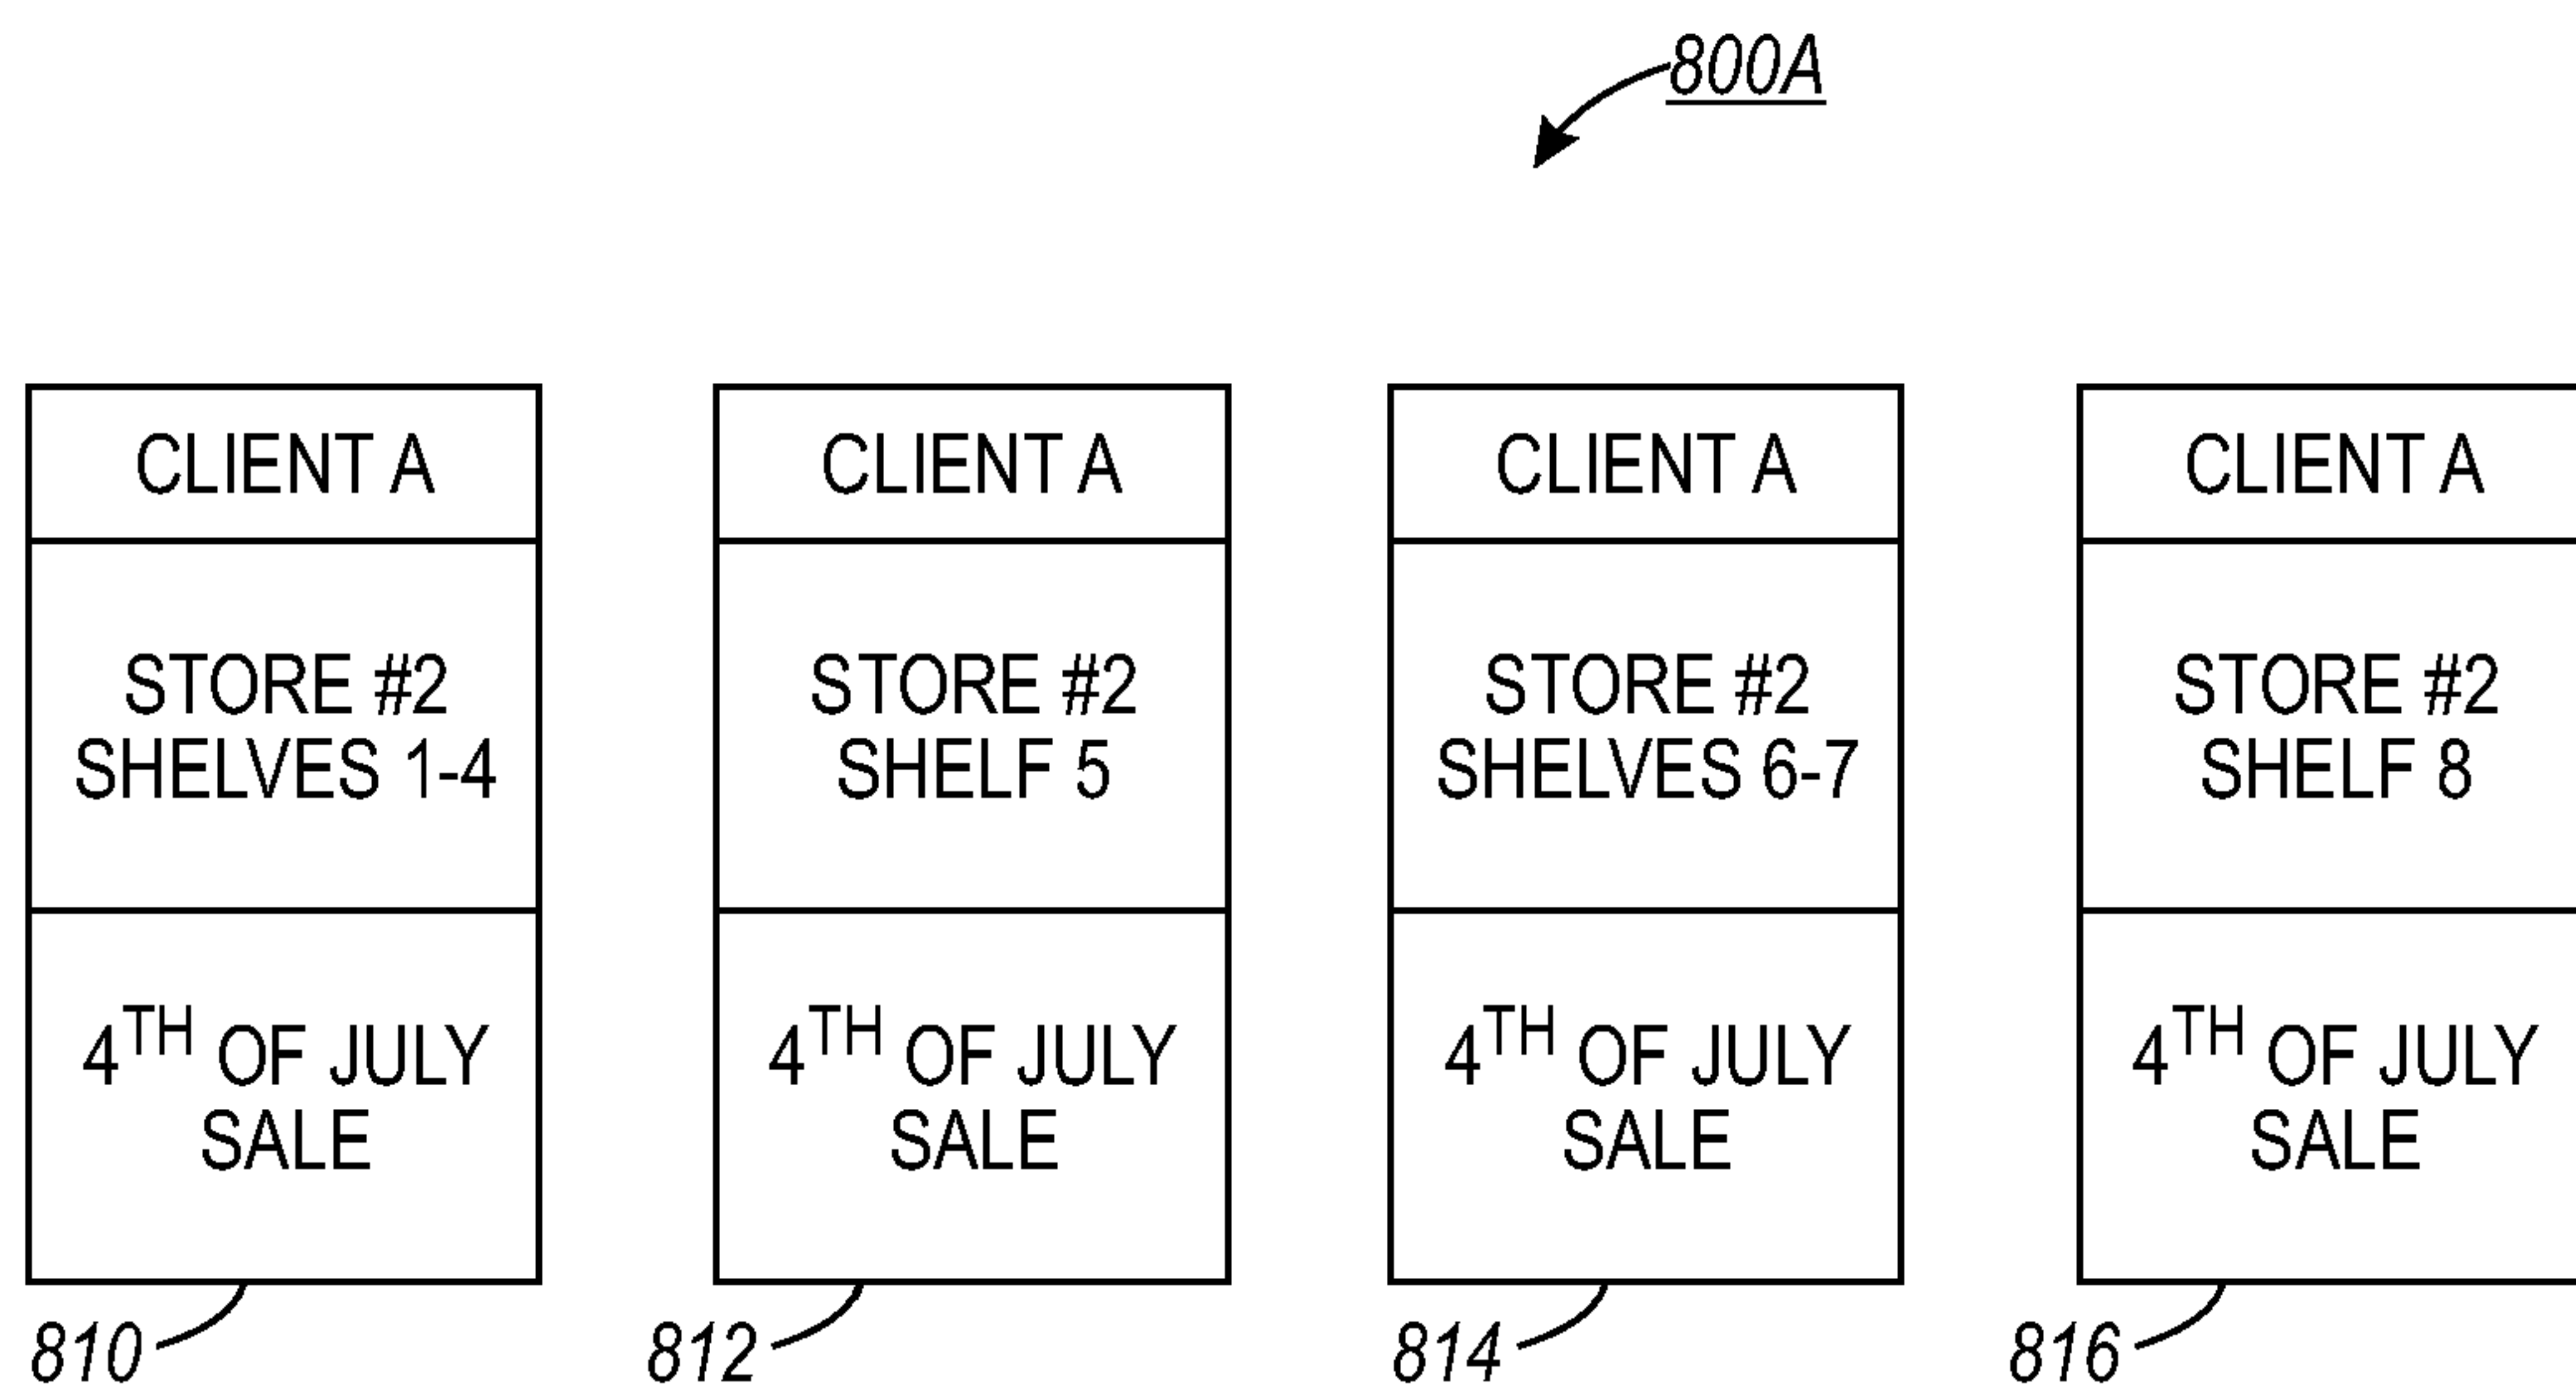 800A
CLIENT A
STORE #2
SHELVES 1-4
4TH OF JULY
SALE
810
CLIENT A
STORE #2
SHELF 5
4TH OF JULY
SALE
812
CLIENT A
STORE #2
SHELVES 6-7
4TH OF JULY
SALE
814
CLIENT A
STORE #2
SHELF 8
4TH OF JULY
SALE
816